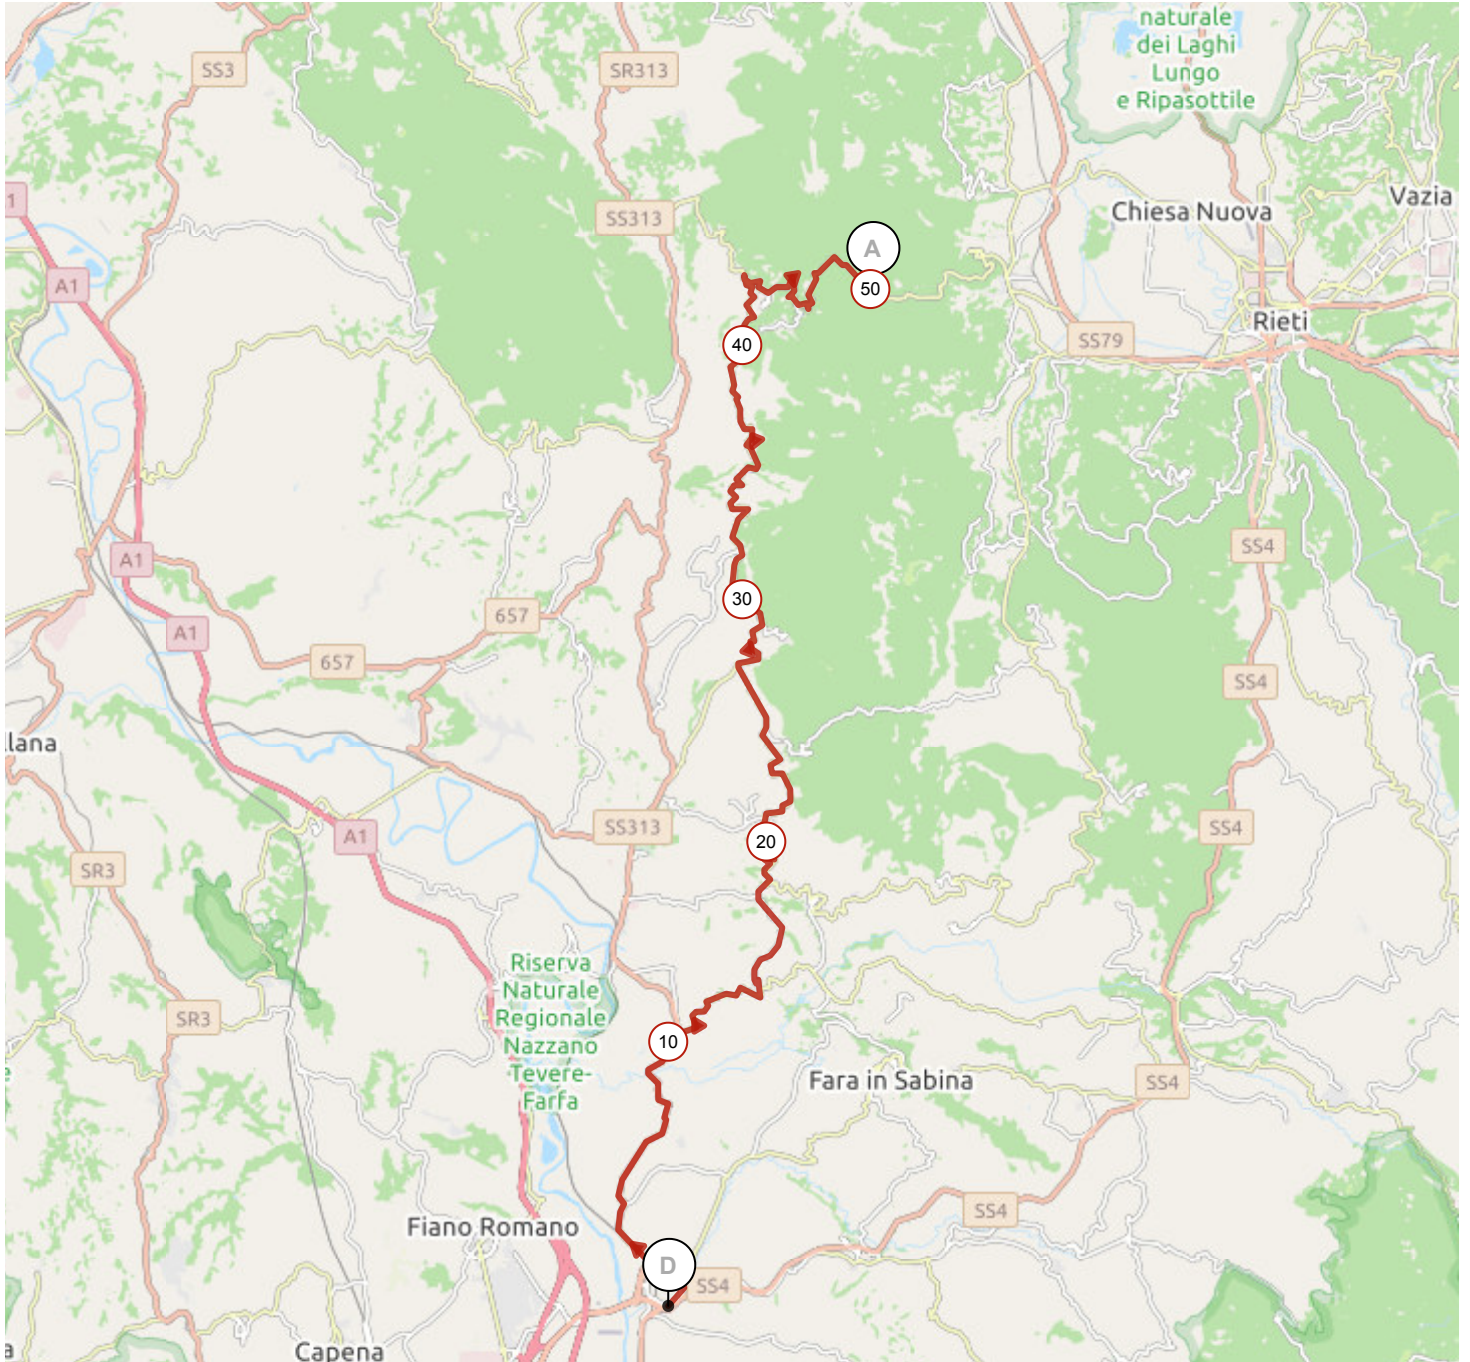 naturale
dei Laghi
Lungo
e Ripasottile
SS3
SR313
Vazia
1
SS313
Chiesa Nuova
A
A1
50
Rieti
40
SS79
A1
SS4
30
657
A1
657
SS4
llana
SS313
20
SS4
A1
SR3
Riserva
Naturale
Regionale
Nazzano
Tevere-
Farfa
SR3
10
Fara in Sabina
SS4
e
SS4
Fiano Romano
D
SS4
a
Capena